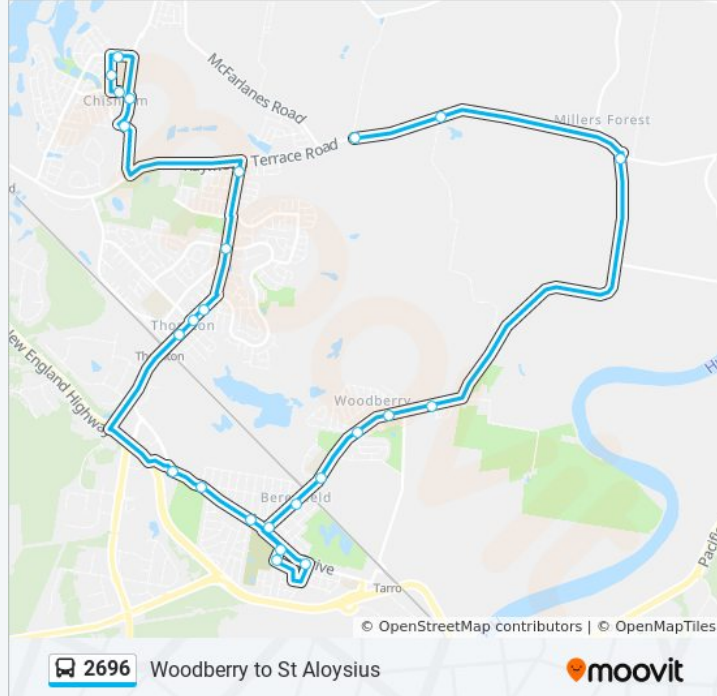 McFarlanes Road
Chisholm
Millers Forest
Terrace Road
Thornton
Thornton
New England Highway
Woodberry
Beresfield
Tarro
© OpenStreetMap contributors | © OpenMapTiles
2696 Woodberry to St Aloysius
moovit